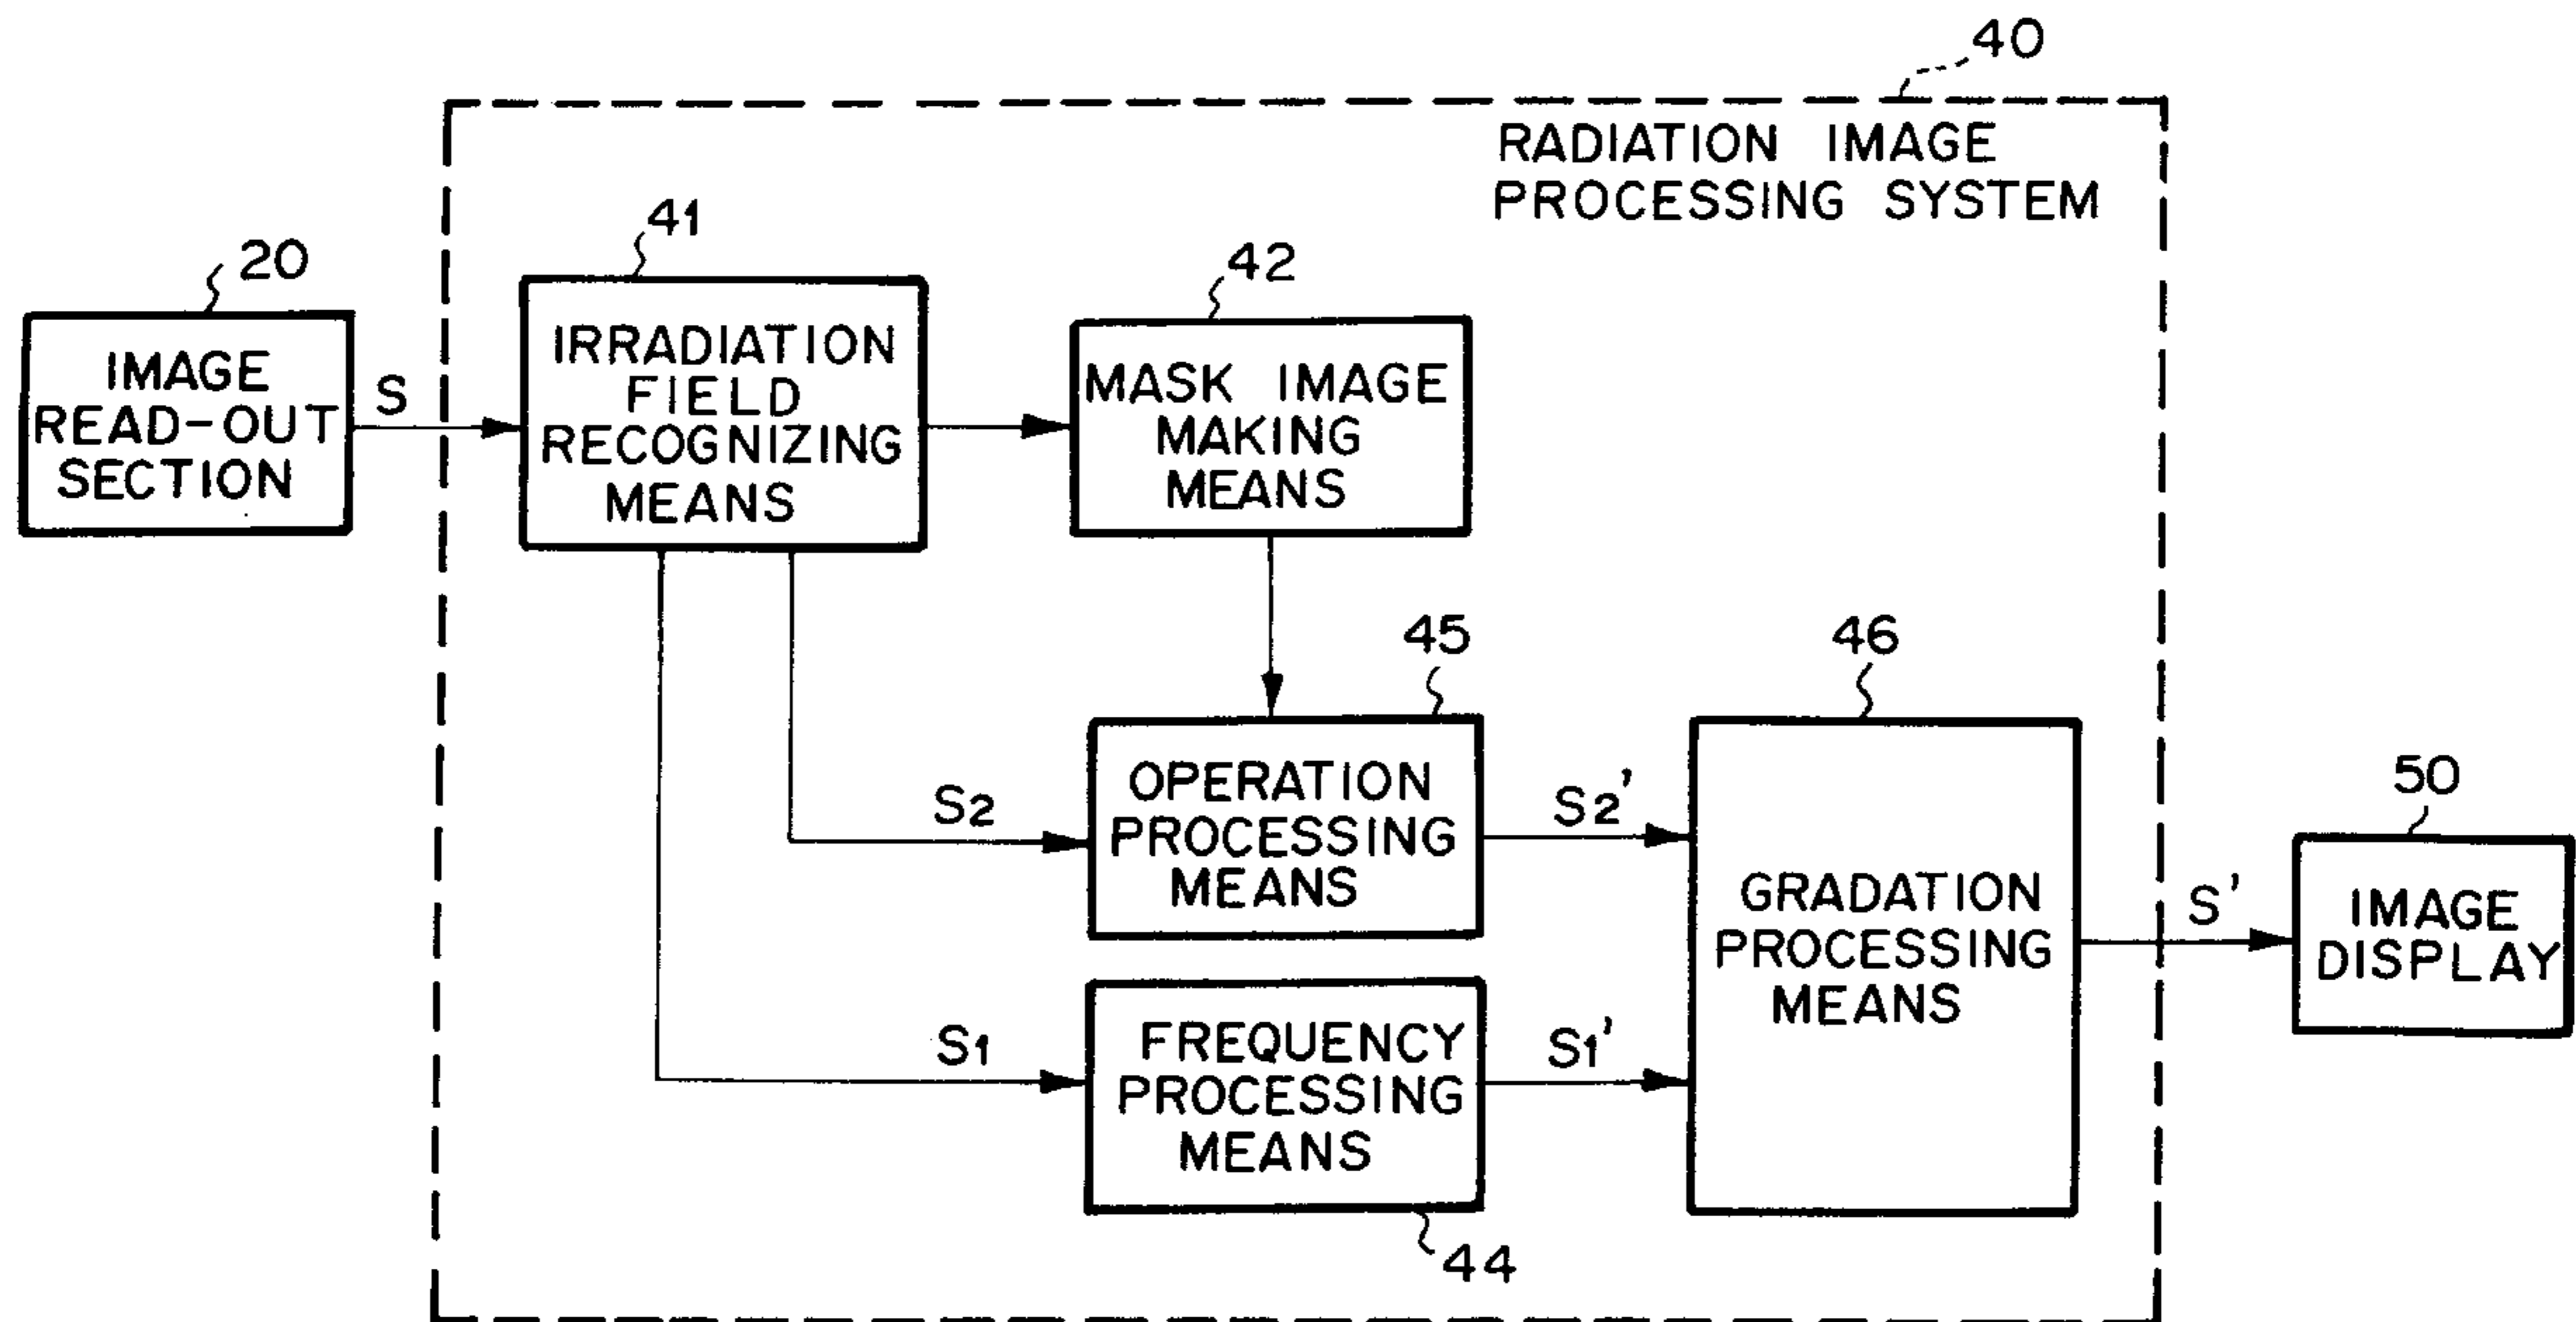 40
RADIATION IMAGE
PROCESSING SYSTEM
41
20
42
IMAGE
READ-OUT
SECTION
S
IRRADIATION
FIELD
RECOGNIZING
MEANS
MASK IMAGE
MAKING
MEANS
45
46
S2
OPERATION
PROCESSING
MEANS
S2'
50
GRADATION
PROCESSING
MEANS
S'
IMAGE
DISPLAY
S1
FREQUENCY
PROCESSING
MEANS
S1'
44